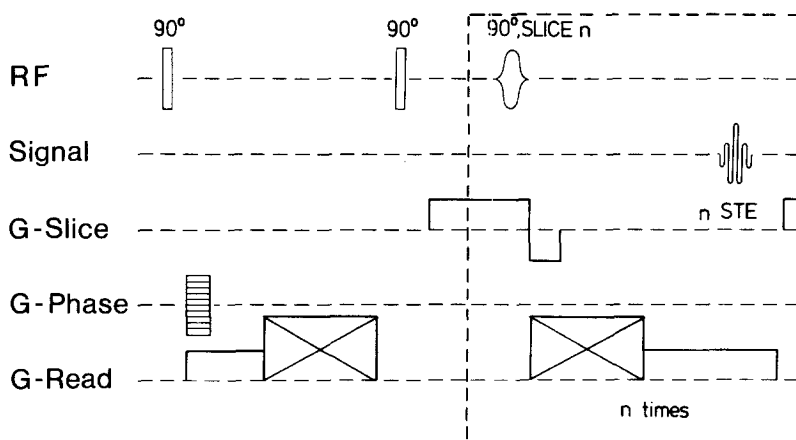 90° 90° 90°,SLICE n
RF
Signal
n STE
G-Slice
G-Phase
G-Read
n times